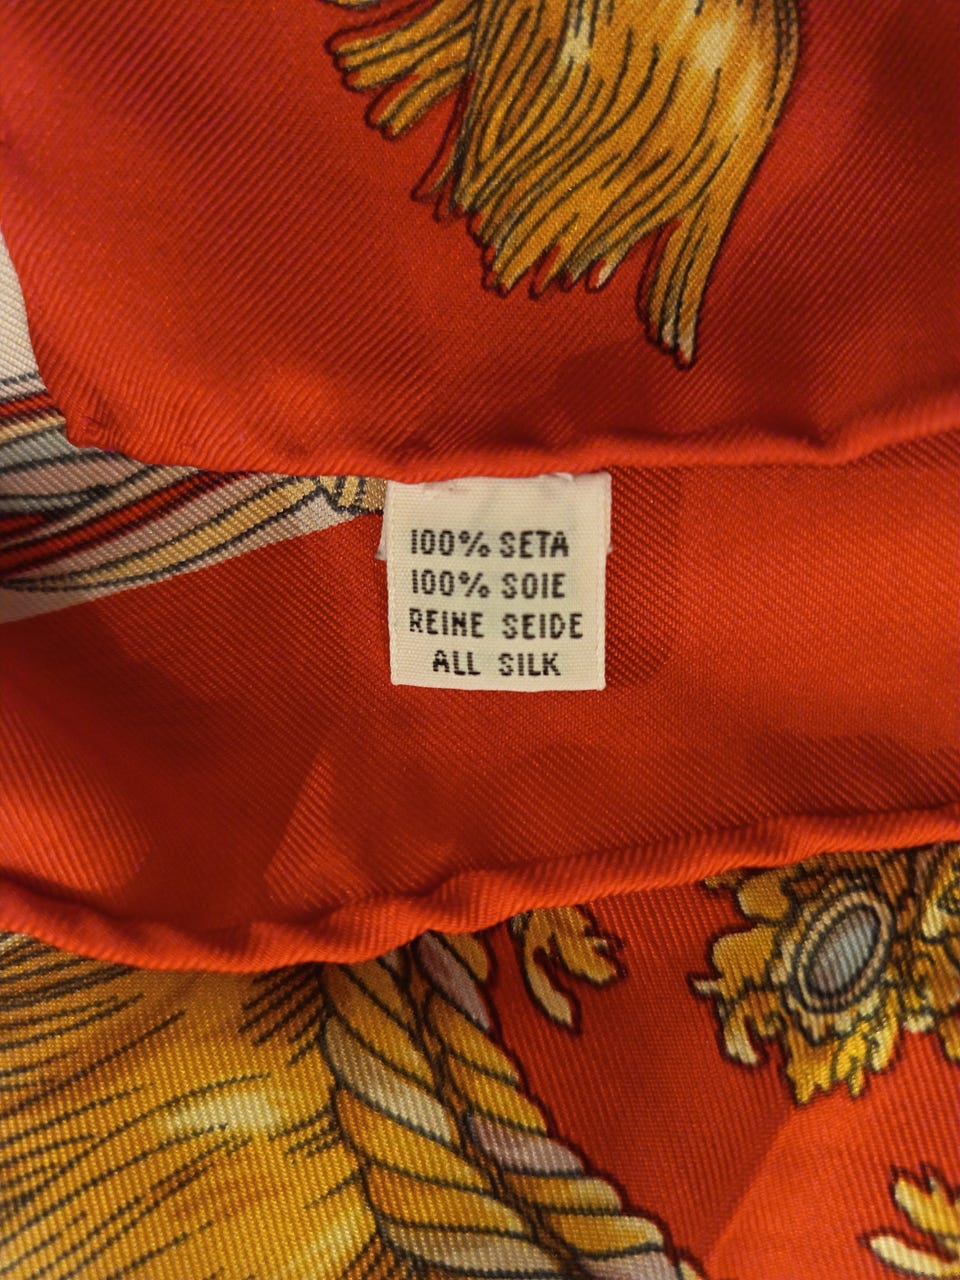 100% SETA
100% SOIE
REINE SEIDE
ALL SILK